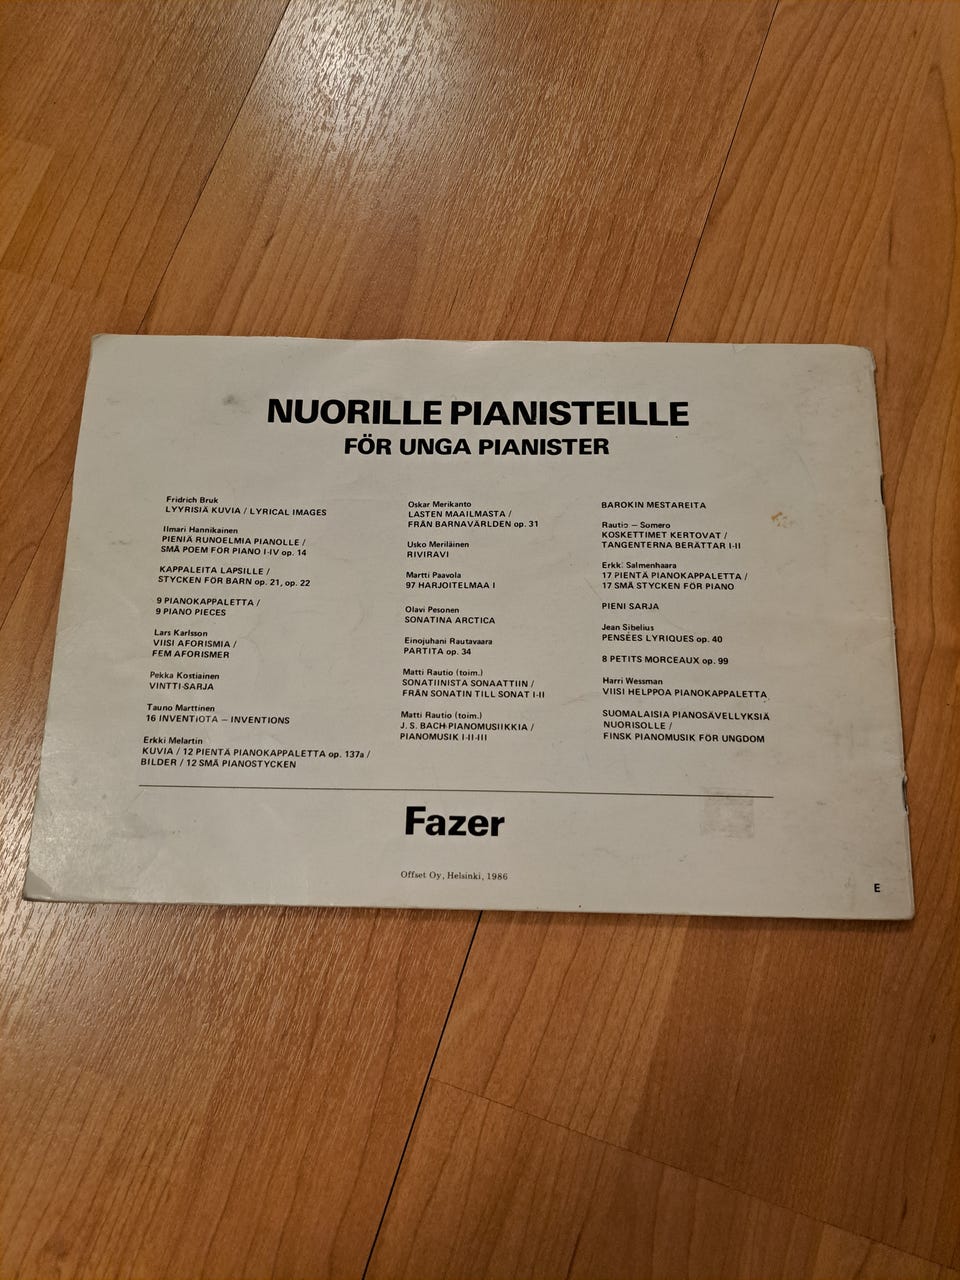 NUORILLE PIANISTEILLE
FÖR UNGA PIANISTER
Fridrich Bruk
LYYRISIÄ KUVIA / LYRICAL IMAGES
Ilmari Hannikainen
PIENIÄ RUNOELMIA PIANOLLE /
SMÅ POEM FÖR PIANO I-IV op. 14
KAPPALEITA LAPSILLE /
STYCKEN FÖR BARN op. 21, op. 22
9 PIANOKAPPALETTA /
9 PIANO PIECES
Lars Karlsson
VIISI AFORISMIA /
FEM AFORISMER
Pekka Kostiainen
VINTTI-SARJA
Tauno Marttinen
16 INVENTIOTA – INVENTIONS
Erkki Melartin
KUVIA / 12 PIENTÄ PIANOKAPPALETTA op. 137a /
BILDER / 12 SMÅ PIANOSTYCKEN
Oskar Merikanto
LASTEN MAAILMASTA /
FRÅN BARNAVÄRLDEN op. 31
Usko Meriläinen
RIVIRAVI
Martti Paavola
97 HARJOITELMAA I
Olavi Pesonen
SONATINA ARCTICA
Einojuhani Rautavaara
PARTITA op. 34
Matti Rautio (toim.)
SONATIINISTA SONAATTIIN /
FRÅN SONATIN TILL SONAT I-II
Matti Rautio (toim.)
J. S. BACH-PIANOMUSIIKKIA /
PIANOMUSIK I-II-III
BAROKIN MESTAREITA
Rautio – Somero
KOSKETTIMET KERTOVAT /
TANGENTERNA BERÄTTAR I-II
Erkki Salmenhaara
17 PIENTÄ PIANOKAPPALETTA /
17 SMÅ STYCKEN FÖR PIANO
PIENI SARJA
Jean Sibelius
PENSÉES LYRIQUES op. 40
8 PETITS MORCEAUX op. 99
Harri Wessman
VIISI HELPPOA PIANOKAPPALETTA
SUOMALAISIA PIANOSÄVELLYKSIÄ
NUORISOLLE /
FINSK PIANOMUSIK FÖR UNGDOM
Fazer
Offset Oy, Helsinki, 1986
E